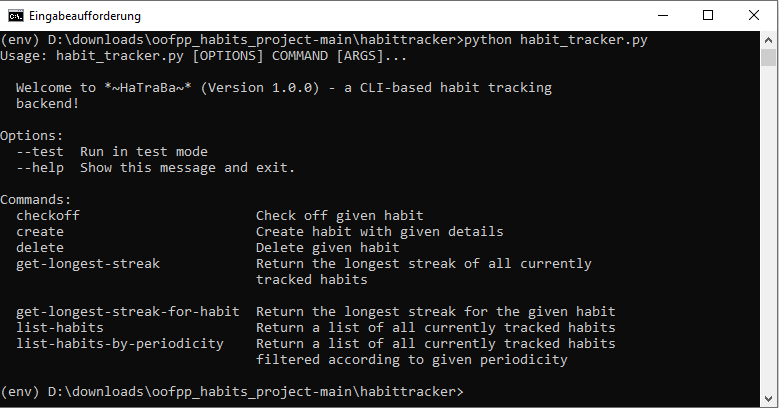 Eingabeaufforderung
(env) D:\downloads\oofpp_habits_project-main\habittracker>python habit_tracker.py
Usage: habit_tracker.py [OPTIONS] COMMAND [ARGS]...
Welcome to *~HaTraBa~* (Version 1.0.0) - a CLI-based habit tracking
backend!
Options:
--test  Run in test mode
--help  Show this message and exit.
Commands:
checkoff                      Check off given habit
create                        Create habit with given details
delete                        Delete given habit
get-longest-streak            Return the longest streak of all currently
tracked habits
get-longest-streak-for-habit  Return the longest streak for the given habit
list-habits                   Return a list of all currently tracked habits
list-habits-by-periodicity    Return a list of all currently tracked habits
filtered according to given periodicity
(env) D:\downloads\oofpp_habits_project-main\habittracker>